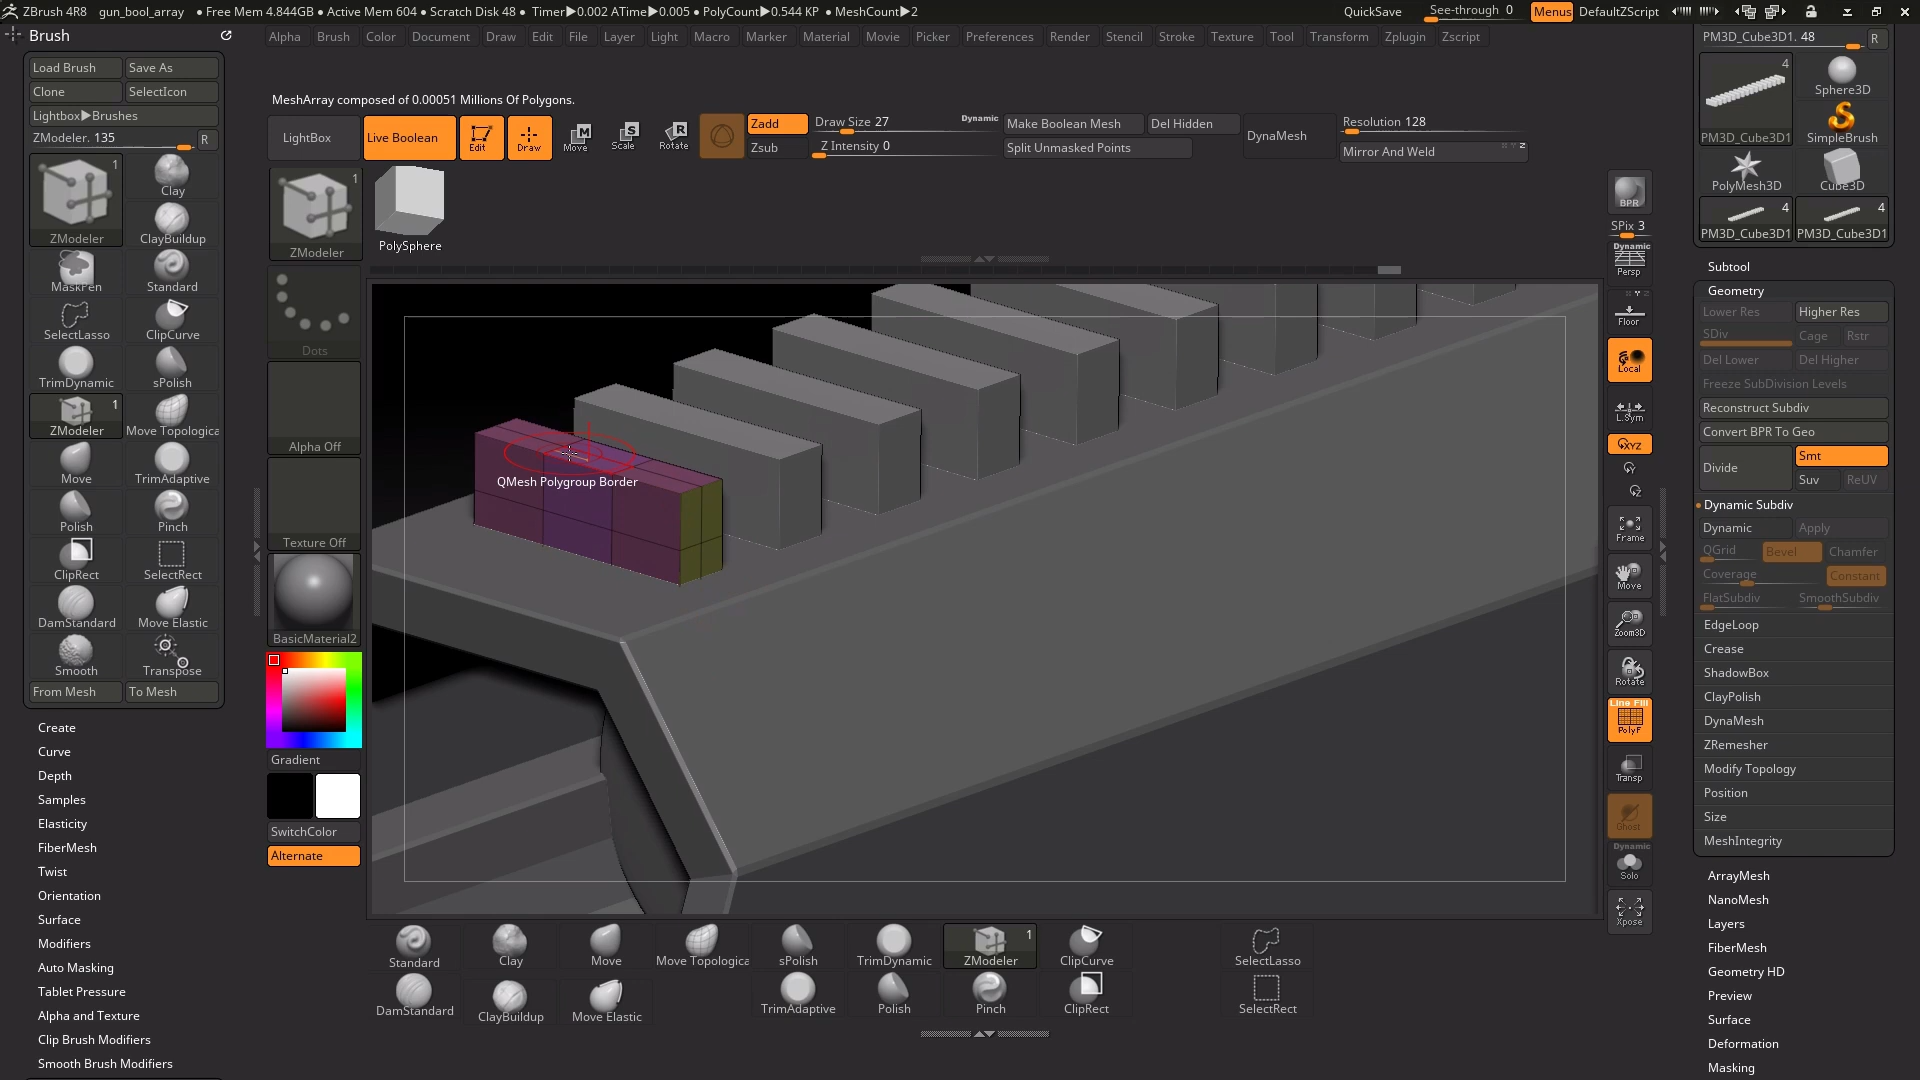 ZBrush 4R8 gun_bool_array • Free Mem 4.844GB • Active Mem 604 • Scratch Disk 48 • Timer▶0.002 ATime▶0.005 • PolyCount▶0.544 KP • MeshCount▶2 QuickSave See-through 0 Menus DefaultZScript
Brush
Alpha Brush Color Document Draw Edit File Layer Light Macro Marker Material Movie Picker Preferences Render Stencil Stroke Texture Tool Transform Zplugin Zscript
PM3D_Cube3D1. 48 R
Load Brush Save As
Clone SelectIcon
Lightbox▶Brushes
ZModeler. 135 R
1
ZModeler
Clay
ClayBuildup
MaskPen
Standard
SelectLasso
ClipCurve
TrimDynamic
sPolish
1
ZModeler
Move Topologica
Move
TrimAdaptive
Polish
Pinch
ClipRect
SelectRect
DamStandard
Move Elastic
Smooth
Transpose
From Mesh To Mesh
Create
Curve
Depth
Samples
Elasticity
FiberMesh
Twist
Orientation
Surface
Modifiers
Auto Masking
Tablet Pressure
Alpha and Texture
Clip Brush Modifiers
Smooth Brush Modifiers
MeshArray composed of 0.00051 Millions Of Polygons.
LightBox
Live Boolean
Edit
Draw
M
Move
S
Scale
R
Rotate
Zadd
Zsub
Draw Size 27
Dynamic
Z Intensity 0
Make Boolean Mesh Del Hidden
Split Unmasked Points
DynaMesh
Resolution 128
Mirror And Weld
1
ZModeler
PolySphere
Dots
Alpha Off
Texture Off
BasicMaterial2
Gradient
SwitchColor
Alternate
QMesh Polygroup Border
BPR
SPix 3
Dynamic
Persp
Floor
Local
L.Sym
XYZ
Y
Z
Frame
Move
Zoom3D
Rotate
Line Fill
PolyF
Transp
Ghost
Dynamic
Solo
Xpose
4
PM3D_Cube3D1
Sphere3D
SimpleBrush
PolyMesh3D
Cube3D
4
PM3D_Cube3D1
4
PM3D_Cube3D1
Subtool
Geometry
Lower Res Higher Res
SDiv Cage Rstr
Del Lower Del Higher
Freeze SubDivision Levels
Reconstruct Subdiv
Convert BPR To Geo
Divide
Smt
Suv ReUV
Dynamic Subdiv
Dynamic Apply
QGrid Bevel Chamfer
Coverage Constant
FlatSubdiv SmoothSubdiv
EdgeLoop
Crease
ShadowBox
ClayPolish
DynaMesh
ZRemesher
Modify Topology
Position
Size
MeshIntegrity
ArrayMesh
NanoMesh
Layers
FiberMesh
Geometry HD
Preview
Surface
Deformation
Masking
Standard Clay Move Move Topologica sPolish TrimDynamic 1 ZModeler ClipCurve SelectLasso
DamStandard ClayBuildup Move Elastic TrimAdaptive Polish Pinch ClipRect SelectRect